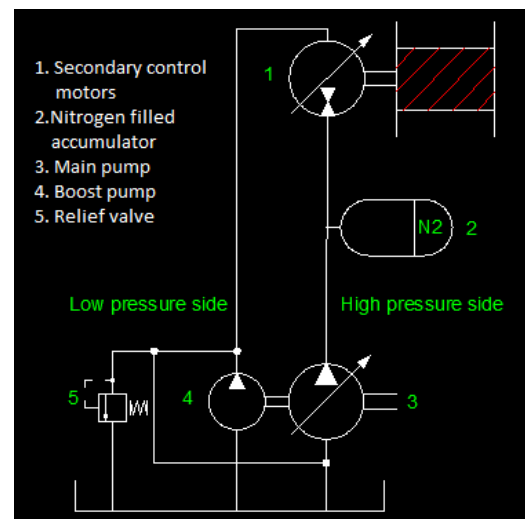 1. Secondary control
motors
2.Nitrogen filled
accumulator
3. Main pump
4. Boost pump
5. Relief valve
1
N2
2
Low pressure side
High pressure side
5
4
3